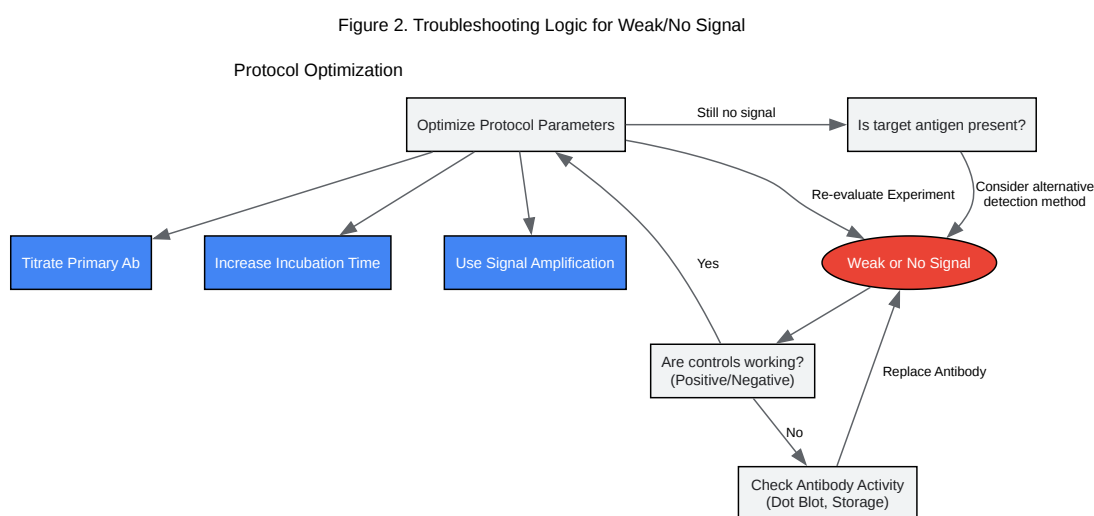 Figure 2. Troubleshooting Logic for Weak/No Signal
Protocol Optimization
Optimize Protocol Parameters
Still no signal
Is target antigen present?
Re-evaluate Experiment
Consider alternative
detection method
Titrate Primary Ab
Increase Incubation Time
Use Signal Amplification
Yes
Weak or No Signal
Are controls working?
(Positive/Negative)
Replace Antibody
No
Check Antibody Activity
(Dot Blot, Storage)